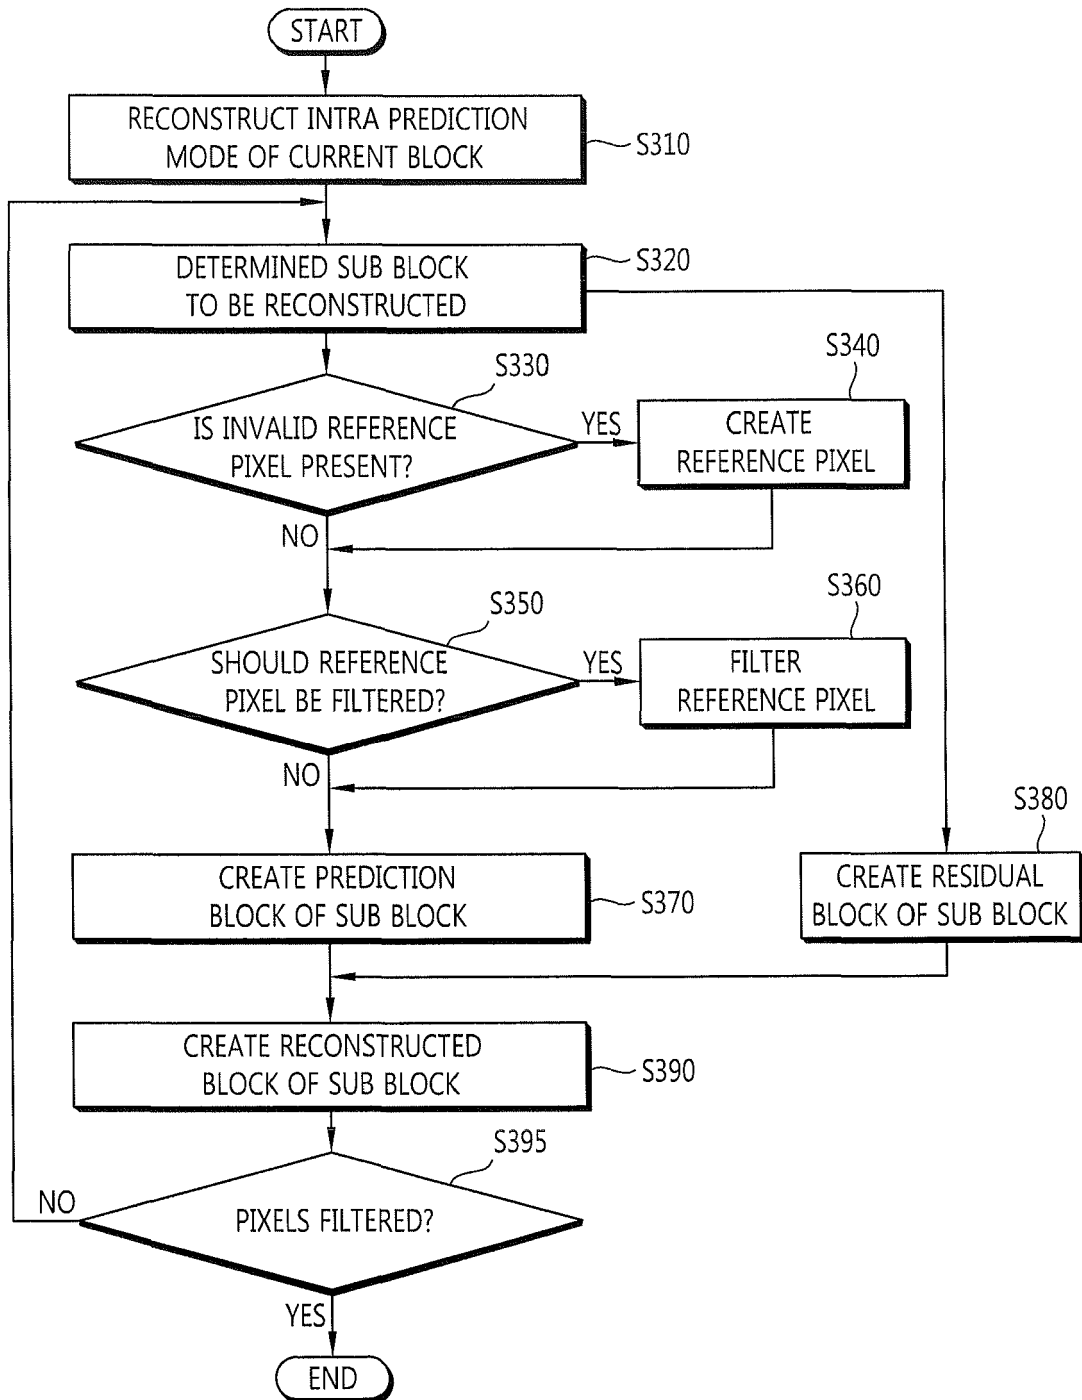 START
RECONSTRUCT INTRA PREDICTION
MODE OF CURRENT BLOCK
S310
DETERMINED SUB BLOCK
TO BE RECONSTRUCTED
S320
S330
IS INVALID REFERENCE
PIXEL PRESENT?
YES
S340
CREATE
REFERENCE PIXEL
NO
S350
SHOULD REFERENCE
PIXEL BE FILTERED?
YES
S360
FILTER
REFERENCE PIXEL
NO
CREATE PREDICTION
BLOCK OF SUB BLOCK
S370
S380
CREATE RESIDUAL
BLOCK OF SUB BLOCK
CREATE RECONSTRUCTED
BLOCK OF SUB BLOCK
S390
S395
PIXELS FILTERED?
NO
YES
END